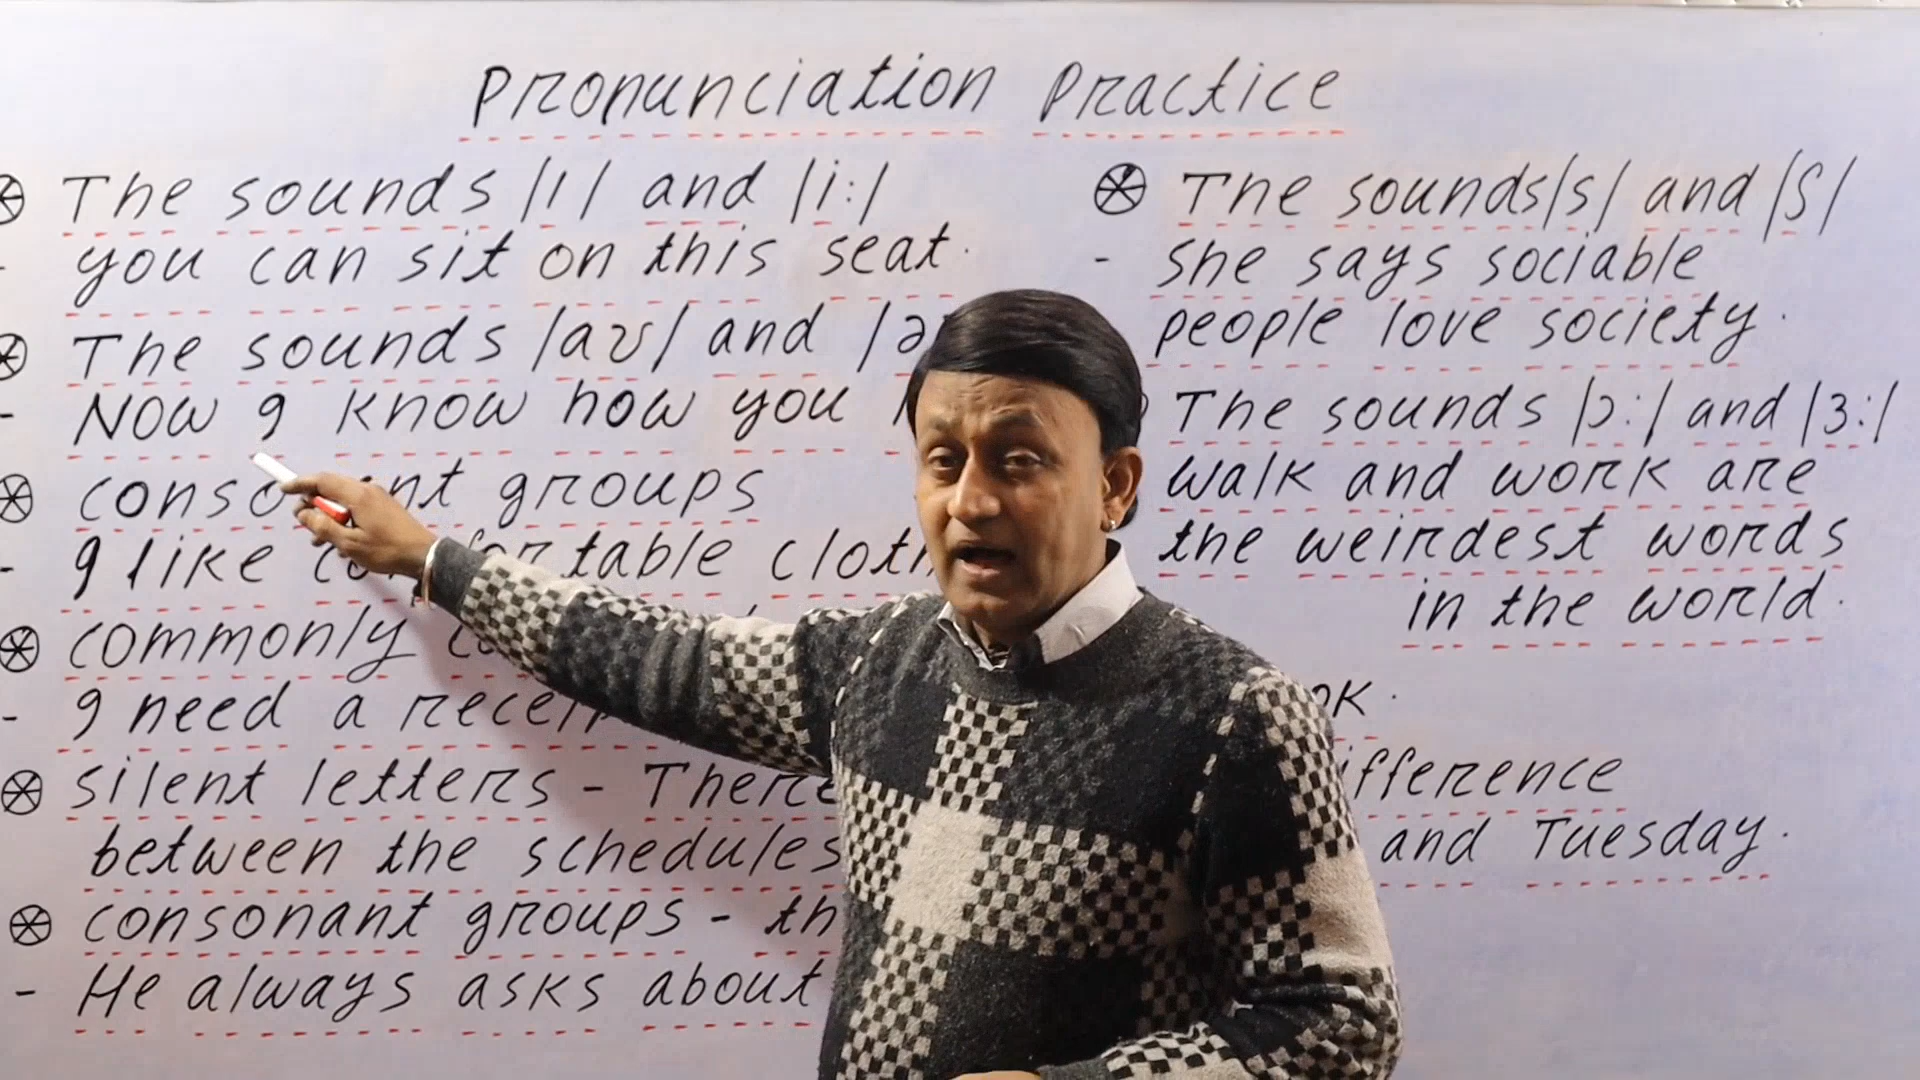 Pronunciation Practice
The sounds /ı/ and /i:/
- you can sit on this seat.
The sounds /aʊ/ and /ə
- Now I know how you
consonant groups
- I like comfortable cloth
commonly
- I need a receip
silent letters - There
between the schedules
consonant groups - th
- He always asks about
The sounds /s/ and /ʃ/
- she says sociable
people love society.
The sounds /ɔ:/ and /ɜ:/
walk and work are
the weirdest words
in the world.
ok.
ifference
and Tuesday.